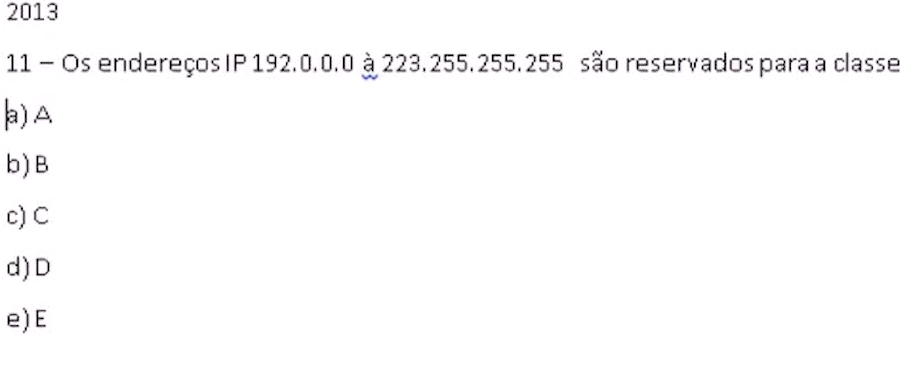 2013
11 – Os endereços IP 192.0.0.0 à 223.255.255.255 são reservados para a classe
a) A
b) B
c) C
d) D
e) E